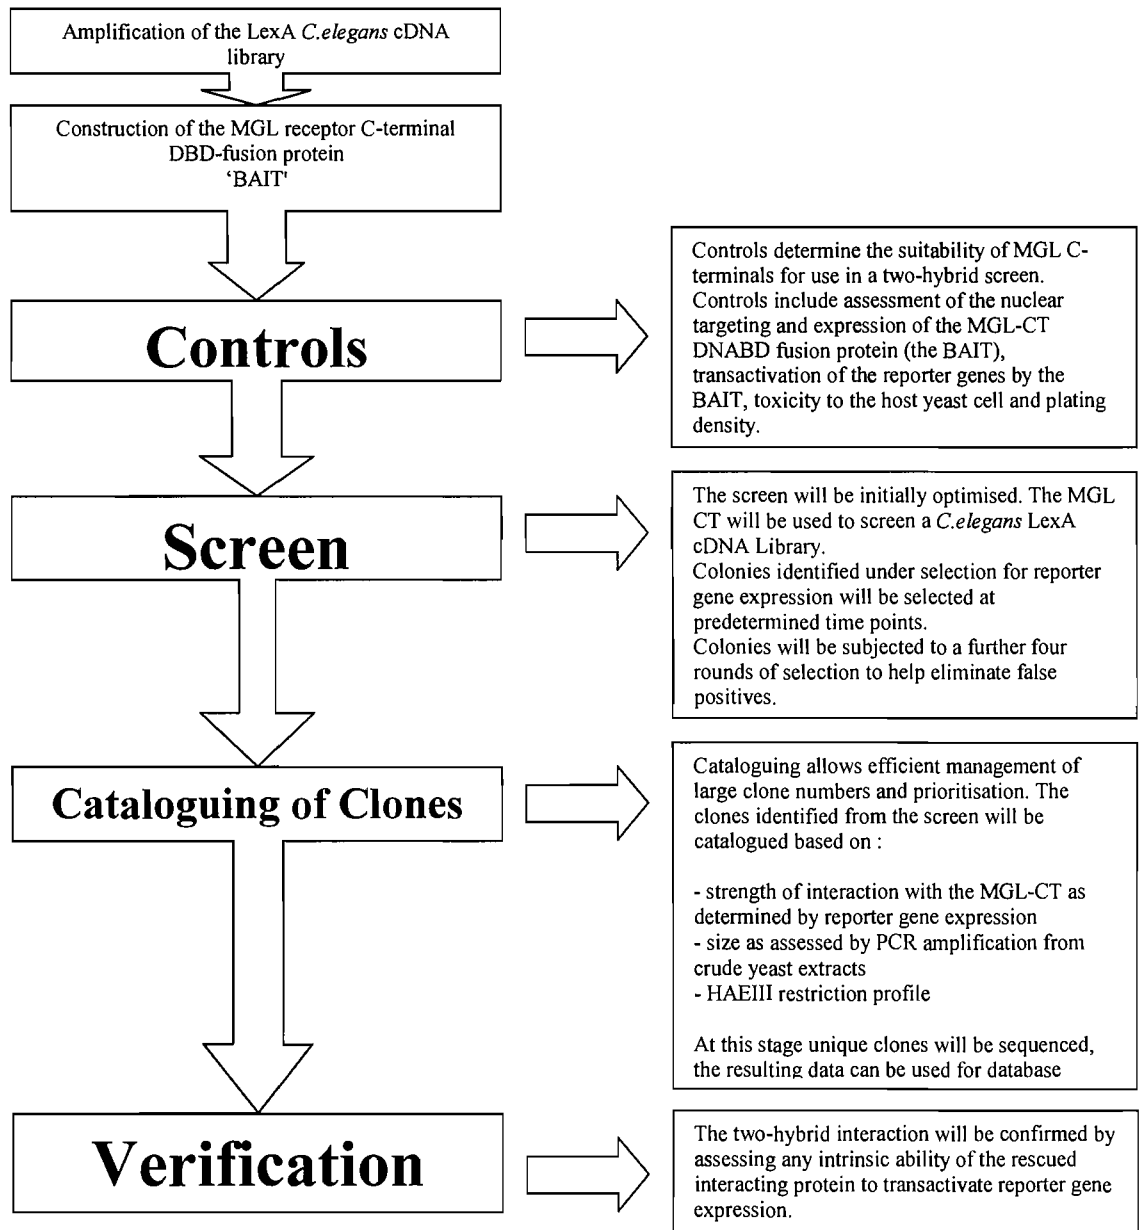 Amplification of the LexA C.elegans cDNA
library
Construction of the MGL receptor C-terminal
DBD-fusion protein
‘BAIT'
Controls
Controls determine the suitability of MGL C-
terminals for use in a two-hybrid screen.
Controls include assessment of the nuclear
targeting and expression of the MGL-CT
DNABD fusion protein (the BAIT),
transactivation of the reporter genes by the
BAIT, toxicity to the host yeast cell and plating
density.
Screen
The screen will be initially optimised. The MGL
CT will be used to screen a C.elegans LexA
cDNA Library.
Colonies identified under selection for reporter
gene expression will be selected at
predetermined time points.
Colonies will be subjected to a further four
rounds of selection to help eliminate false
positives.
Cataloguing of Clones
Cataloguing allows efficient management of
large clone numbers and prioritisation. The
clones identified from the screen will be
catalogued based on :
- strength of interaction with the MGL-CT as
determined by reporter gene expression
- size as assessed by PCR amplification from
crude yeast extracts
- HAEIII restriction profile
At this stage unique clones will be sequenced,
the resulting data can be used for database
Verification
The two-hybrid interaction will be confirmed by
assessing any intrinsic ability of the rescued
interacting protein to transactivate reporter gene
expression.